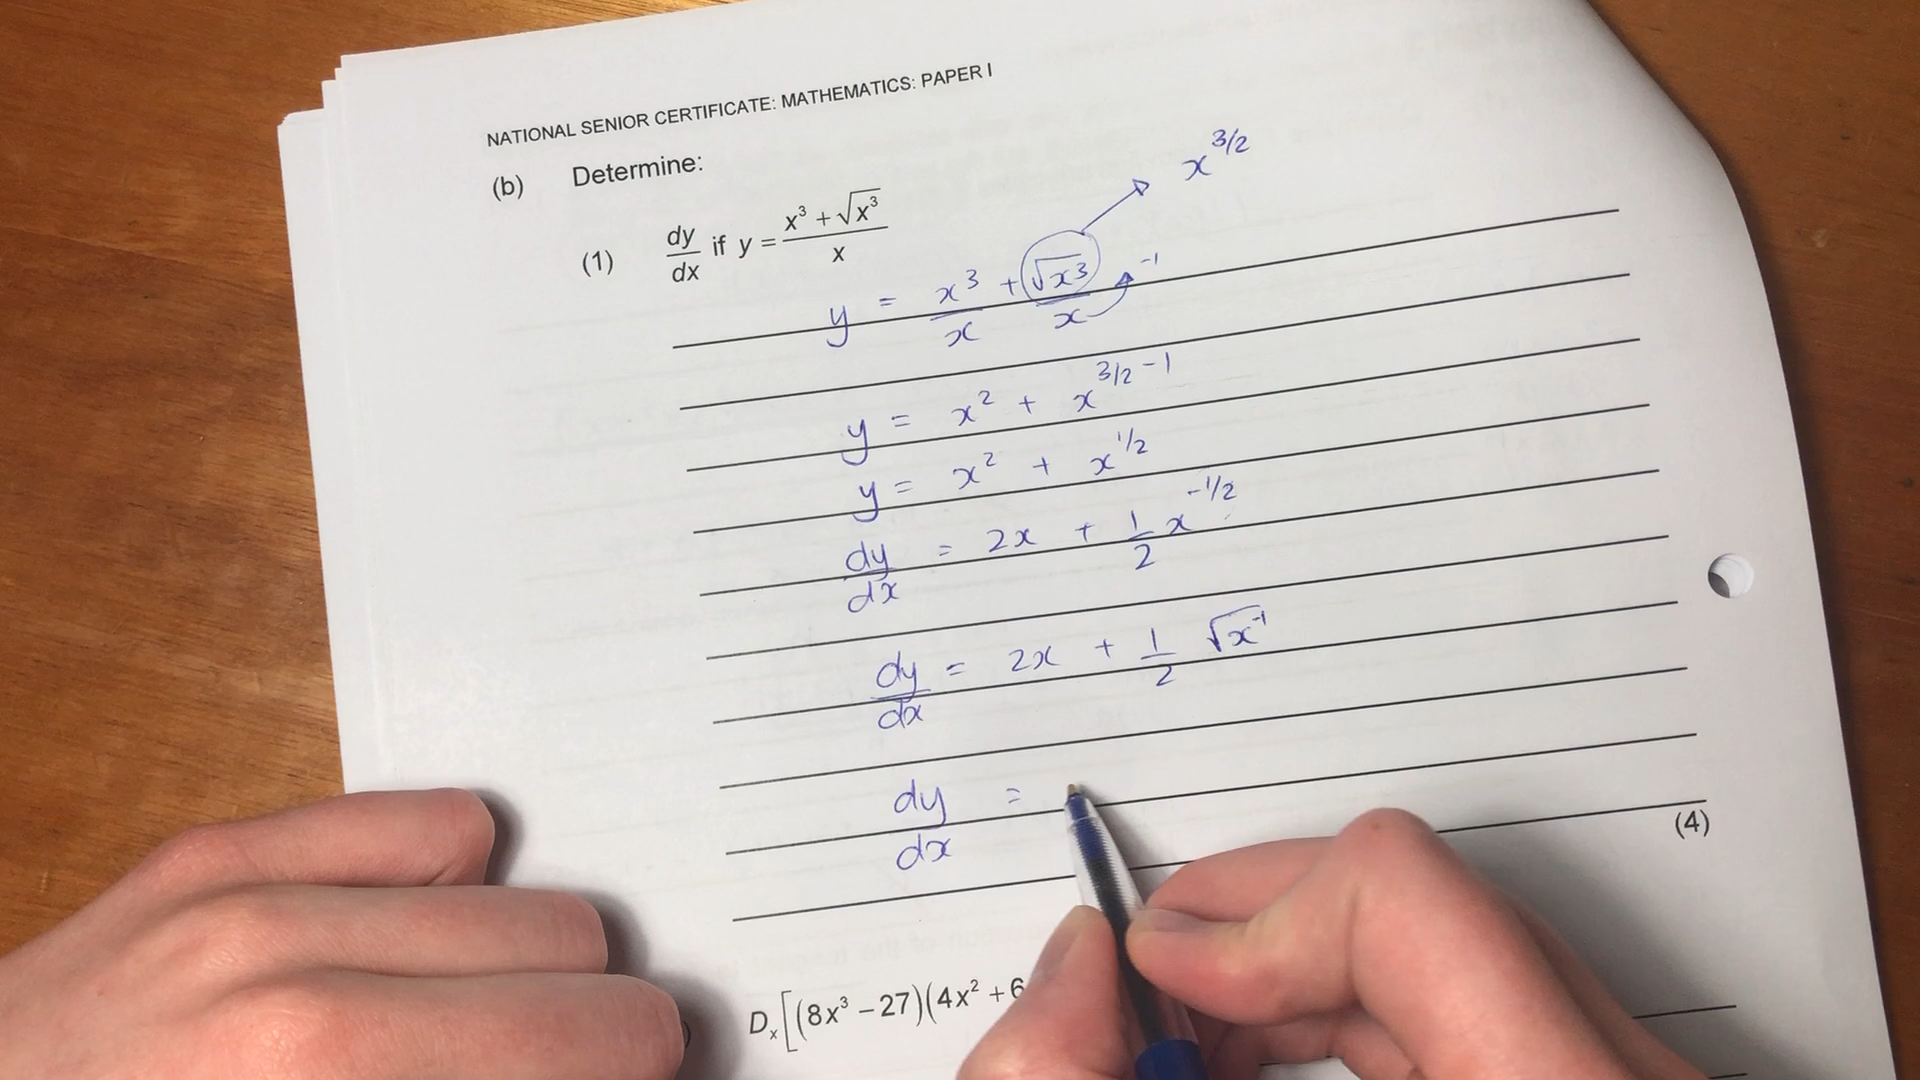 NATIONAL SENIOR CERTIFICATE: MATHEMATICS: PAPER I
(b) Determine:
x^(3/2)
(1) dy/dx if y = (x³ + √x³)/x
y = x³/x + √x³/x -1
y = x² + x^(3/2 - 1)
y = x² + x^(1/2)
dy/dx = 2x + 1/2 x^(-1/2)
dy/dx = 2x + 1/2 √x⁻¹
dy/dx =
(4)
Dₓ[(8x³ − 27)(4x² + 6